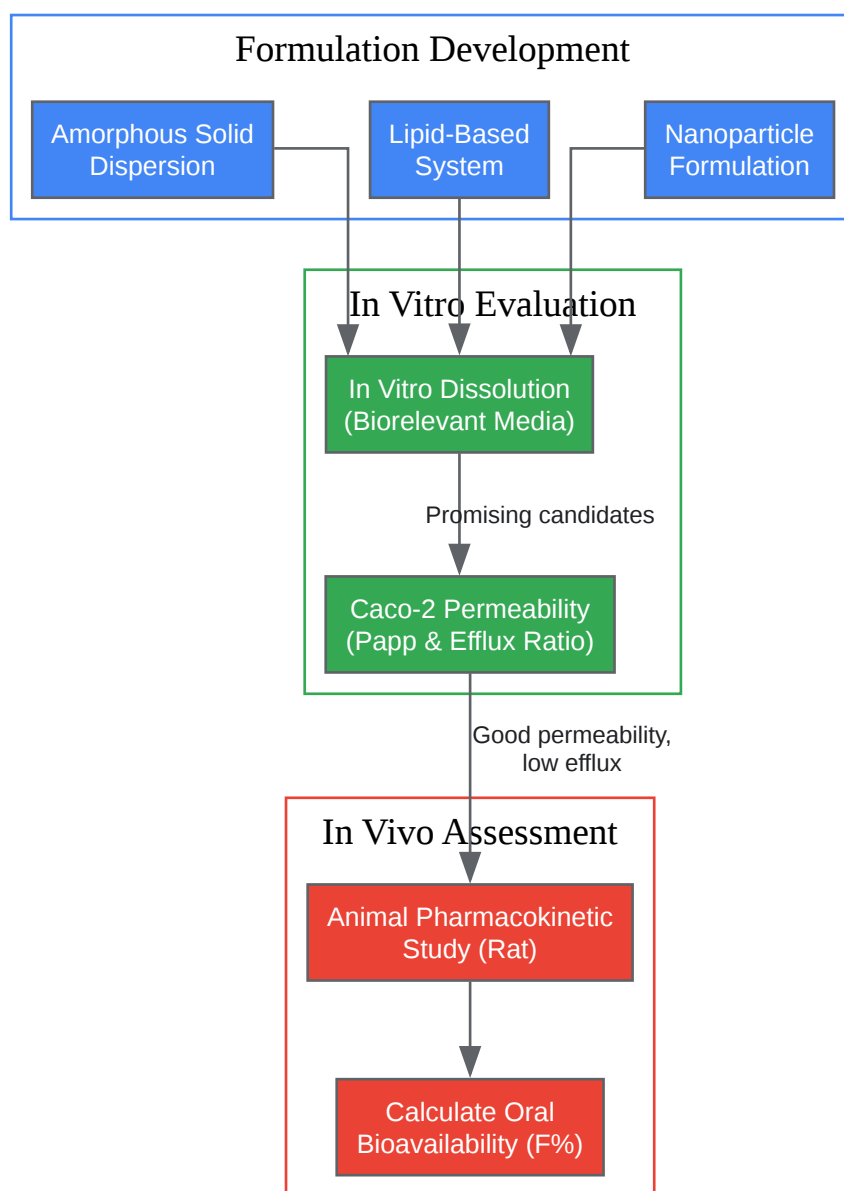 Formulation Development
Amorphous Solid
Dispersion
Lipid-Based
System
Nanoparticle
Formulation
In Vitro Evaluation
In Vitro Dissolution
(Biorelevant Media)
Promising candidates
Caco-2 Permeability
(Papp & Efflux Ratio)
Good permeability,
low efflux
In Vivo Assessment
Animal Pharmacokinetic
Study (Rat)
Calculate Oral
Bioavailability (F%)